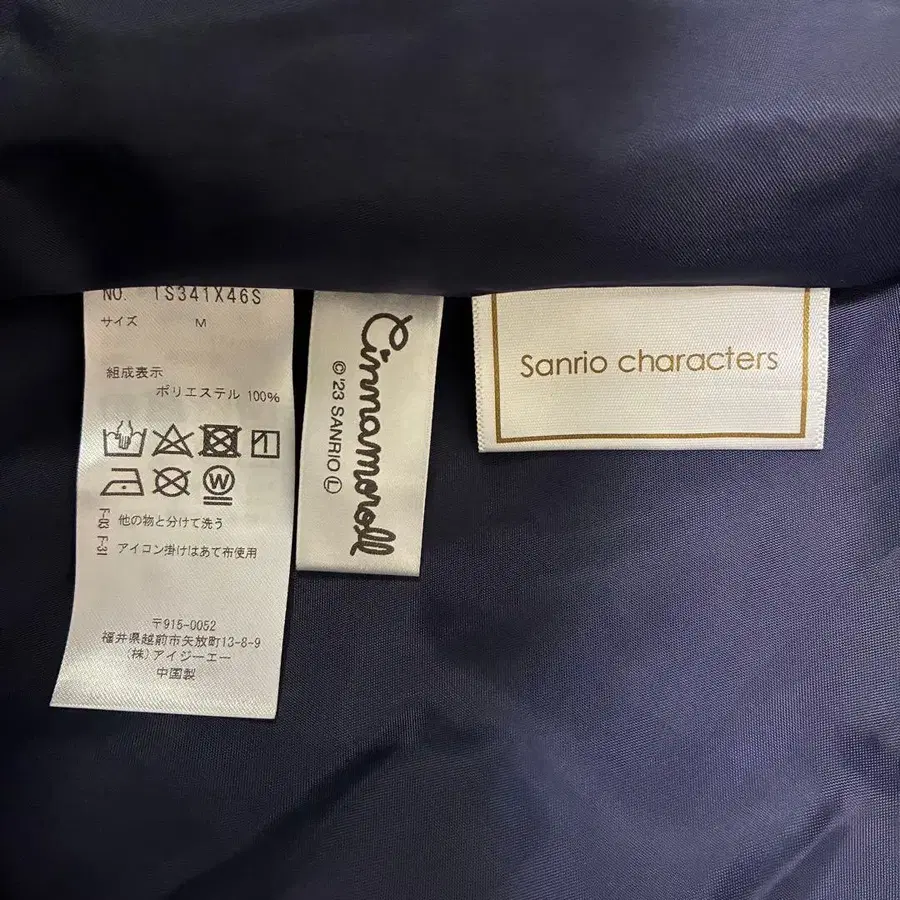 NO. TS341X46S
サイズ M
組成表示
ポリエステル 100%
F-03 他の物と分けて洗う
F-31 アイコン掛けはあて布使用
〒915-0052
福井県越前市矢放町13-8-9
(株)アイジーエー
中国製
Cinnamoroll
© '23 SANRIO Ⓛ
Sanrio characters